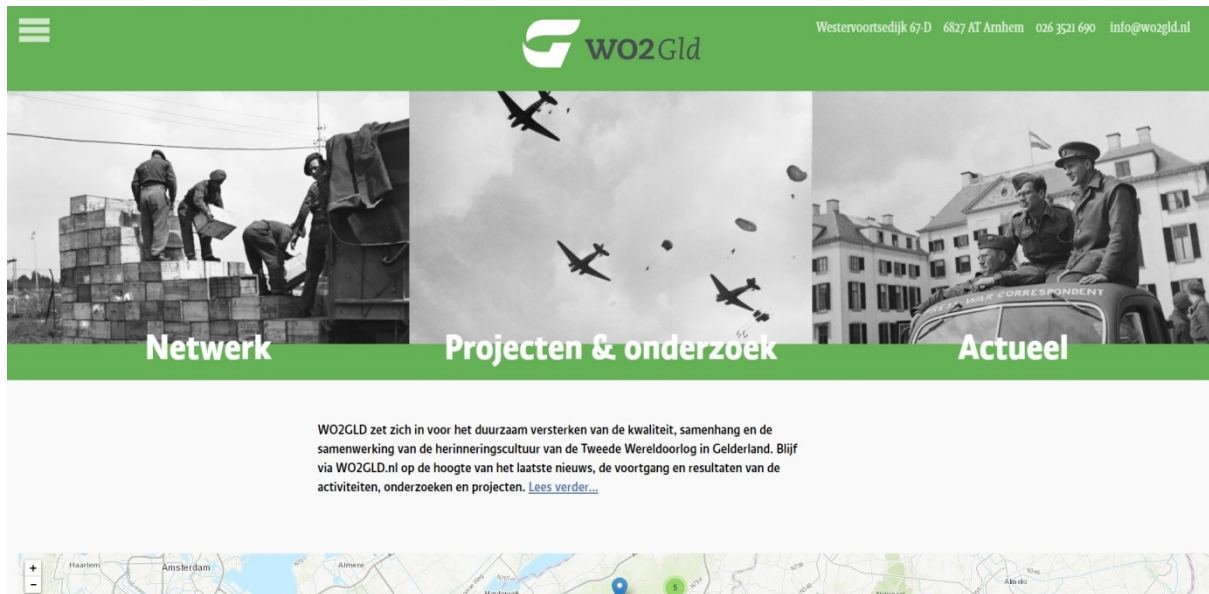 WO2Gld
Westervoortsedijk 67-D 6827 AT Arnhem 026 3521 690 info@wo2gld.nl
PRESS WAR CORRESPONDENT
Netwerk
Projecten & onderzoek
Actueel
WO2GLD zet zich in voor het duurzaam versterken van de kwaliteit, samenhang en de
samenwerking van de herinneringscultuur van de Tweede Wereldoorlog in Gelderland. Blijf
via WO2GLD.nl op de hoogte van het laatste nieuws, de voortgang en resultaten van de
activiteiten, onderzoeken en projecten. Lees verder...
+
Haarlem
Amsterdam
Almere
5
-